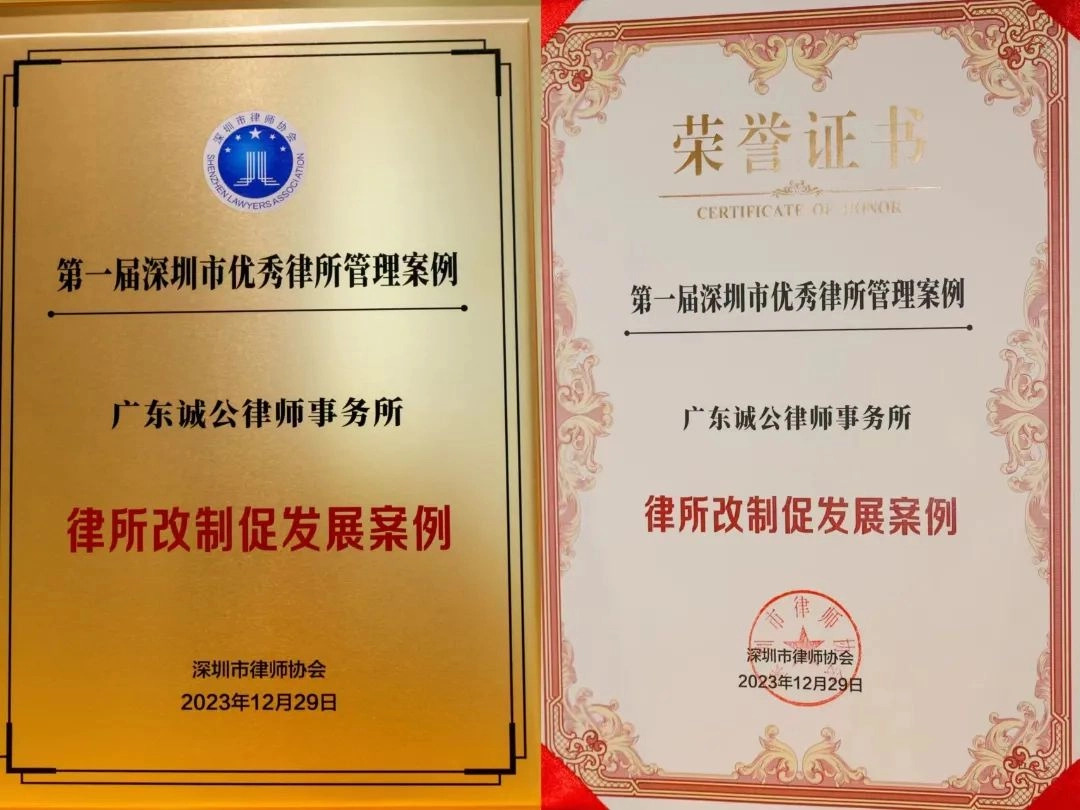 深圳市律师协会
SHENZHEN LAWYERS ASSOCIATION
第一届深圳市优秀律所管理案例
广东诚公律师事务所
律所改制促发展案例
深圳市律师协会
2023年12月29日
荣誉证书
CERTIFICATE OF HONOR
第一届深圳市优秀律所管理案例
广东诚公律师事务所
律所改制促发展案例
深圳市律师协会
2023年12月29日